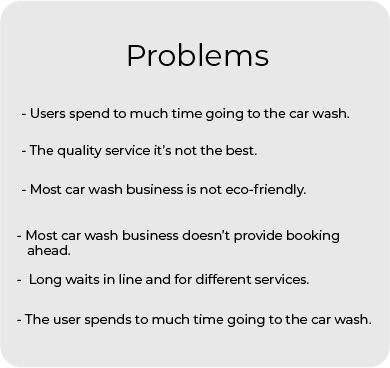 Problems
- Users spend to much time going to the car wash.
- The quality service it's not the best.
- Most car wash business is not eco-friendly.
- Most car wash business doesn't provide booking
ahead.
- Long waits in line and for different services.
- The user spends to much time going to the car wash.